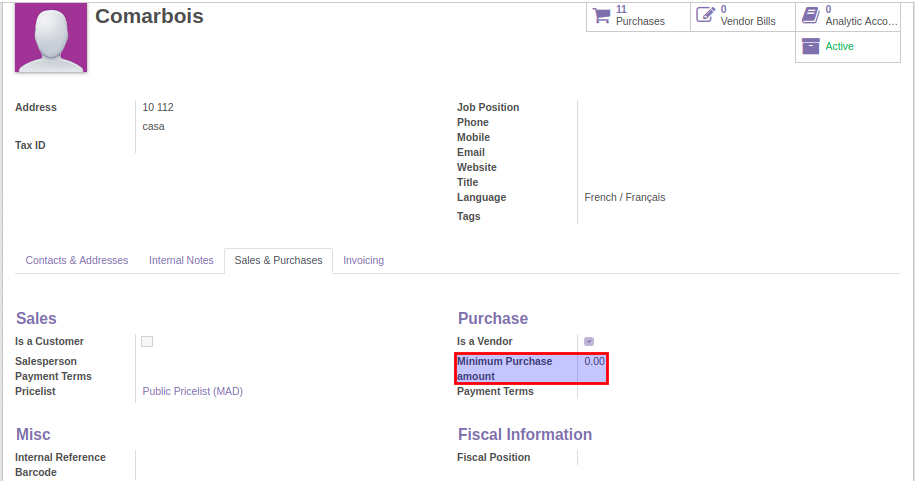 Comarbois
11 Purchases
0 Vendor Bills
0 Analytic Acco...
Active
Address 10 112
casa
Tax ID
Job Position
Phone
Mobile
Email
Website
Title
Language French / Français
Tags
Contacts & Addresses Internal Notes Sales & Purchases Invoicing
Sales
Is a Customer
Salesperson
Payment Terms
Pricelist Public Pricelist (MAD)
Purchase
Is a Vendor
Minimum Purchase 0.00
amount
Payment Terms
Misc
Internal Reference
Barcode
Fiscal Information
Fiscal Position